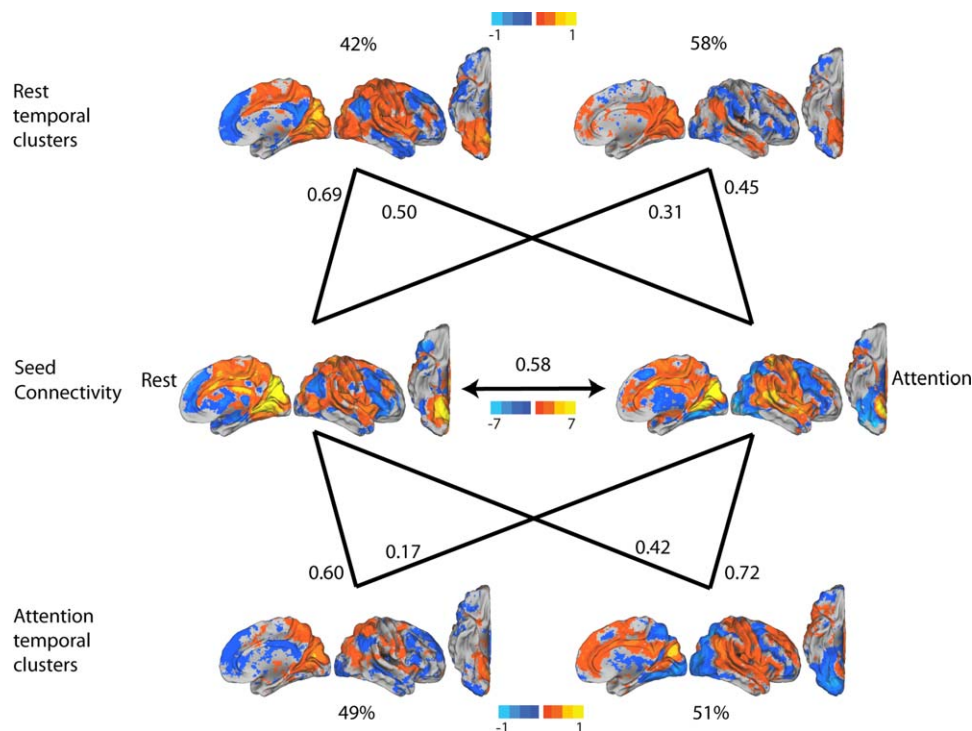 -1 1
42% 58%
Rest
temporal
clusters
0.69 0.50 0.31 0.45
Seed
Connectivity
Rest
0.58
Attention
-7 7
0.17 0.42
0.60 0.72
Attention
temporal
clusters
49% 51%
-1 1